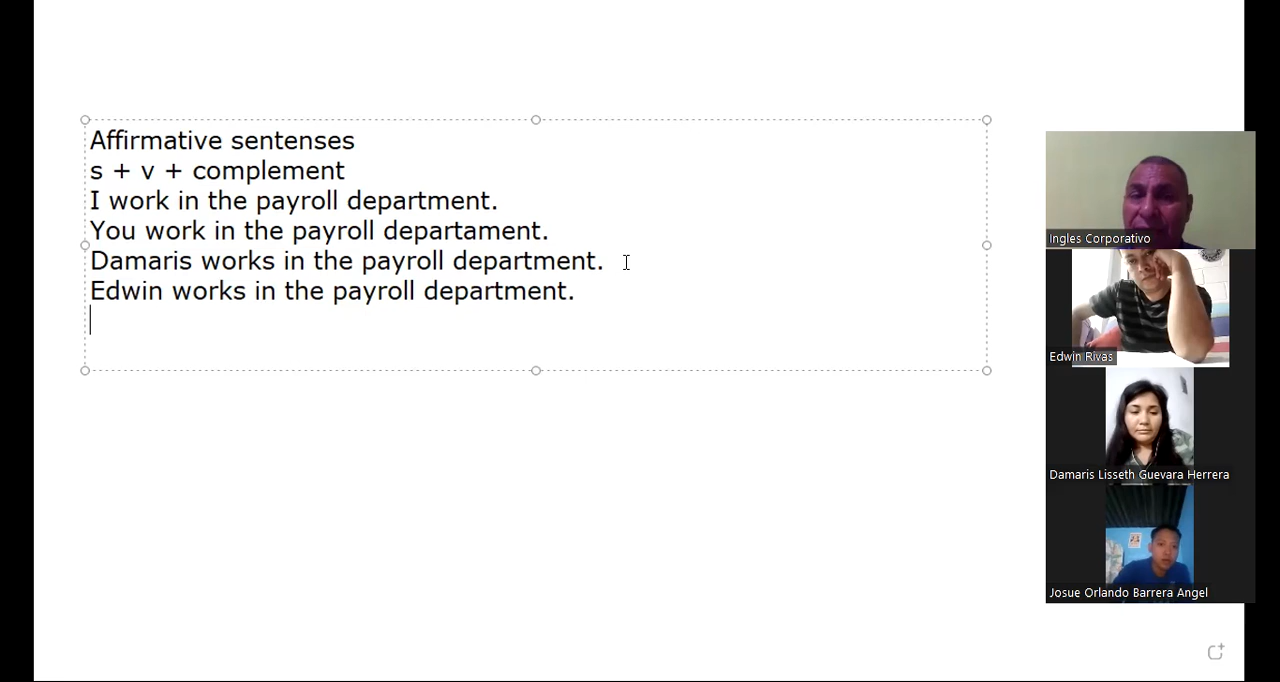 Affirmative sentenses
s + v + complement
I work in the payroll department.
You work in the payroll departament.
Damaris works in the payroll department.
Edwin works in the payroll department.
Ingles Corporativo
Edwin Rivas
Damaris Lisseth Guevara Herrera
Josue Orlando Barrera Angel